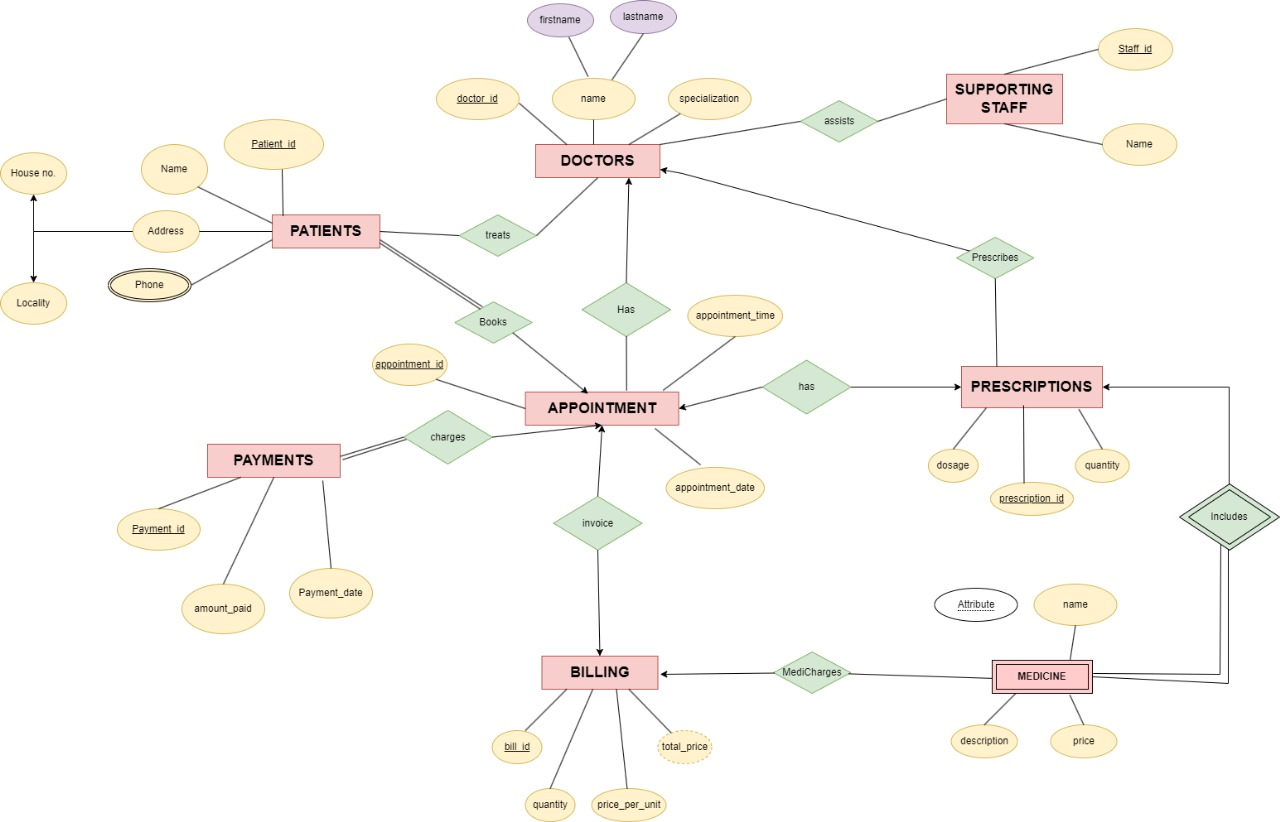 firstname
lastname
doctor_id
name
specialization
Staff_id
SUPPORTING
STAFF
assists
Name
DOCTORS
Patient_id
House no.
Name
Address
PATIENTS
treats
Phone
Locality
Prescribes
Books
Has
appointment_time
appointment_id
has
PRESCRIPTIONS
APPOINTMENT
charges
PAYMENTS
dosage
quantity
prescription_id
appointment_date
Payment_id
invoice
Includes
amount_paid
Payment_date
Attribute
name
BILLING
MediCharges
MEDICINE
bill_id
total_price
description
price
quantity
price_per_unit